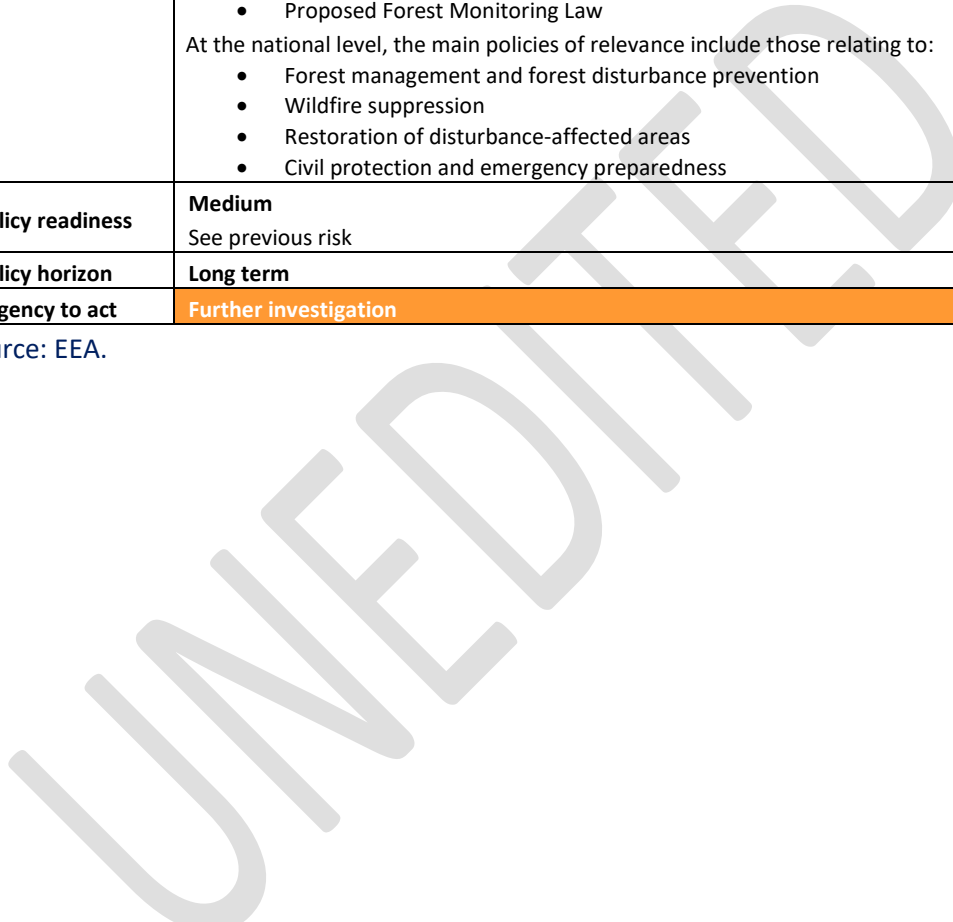 • Proposed Forest Monitoring Law
At the national level, the main policies of relevance include those relating to:
• Forest management and forest disturbance prevention
• Wildfire suppression
• Restoration of disturbance-affected areas
• Civil protection and emergency preparedness
licy readiness
Medium
See previous risk
licy horizon
Long term
gency to act
Further investigation
urce: EEA.
UNEDITED